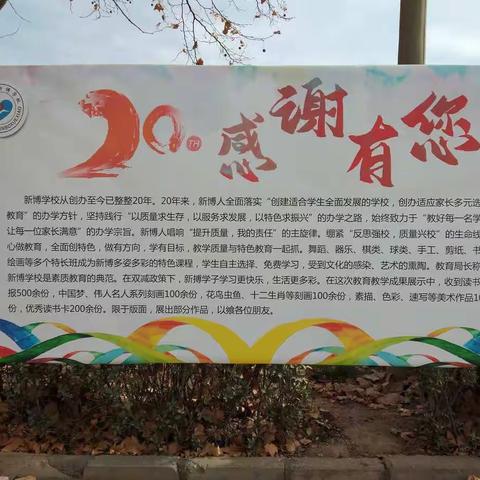 20TH 感谢有您
新博学校从创办至今已整整20年。20年来，新博人全面落实“创建适合学生全面发展的学校，创办适应家长多元选
教育”的办学方针，坚持践行“以质量求生存，以服务求发展，以特色求振兴”的办学之路，始终致力于“教好每一名学
让每一位家长满意”的办学宗旨。新博人唱响“提升质量，我的责任”的主旋律。绷紧“反思强校，质量兴校”的生命线
心做教育，全面创特色，做有方向，学有目标，教学质量与特色教育一起抓。舞蹈、器乐、棋类、球类、手工、剪纸、书
绘画等多个特长班成为新博多姿多彩的特色课程，学生自主选择、免费学习，受到文化的感染、艺术的熏陶。教育局长称
新博学校是素质教育的典范。在双减政策下，新博学子学习更快乐，生活更多彩。在这次教育教学成果展示中，收到读书
报500余份，中国梦、伟人名人系列刻画100余份，花鸟虫鱼、十二生肖等刻画100余份，素描、色彩、速写等美术作品10
份，优秀读书卡200余份。限于版面，展出部分作品，以飨各位朋友。